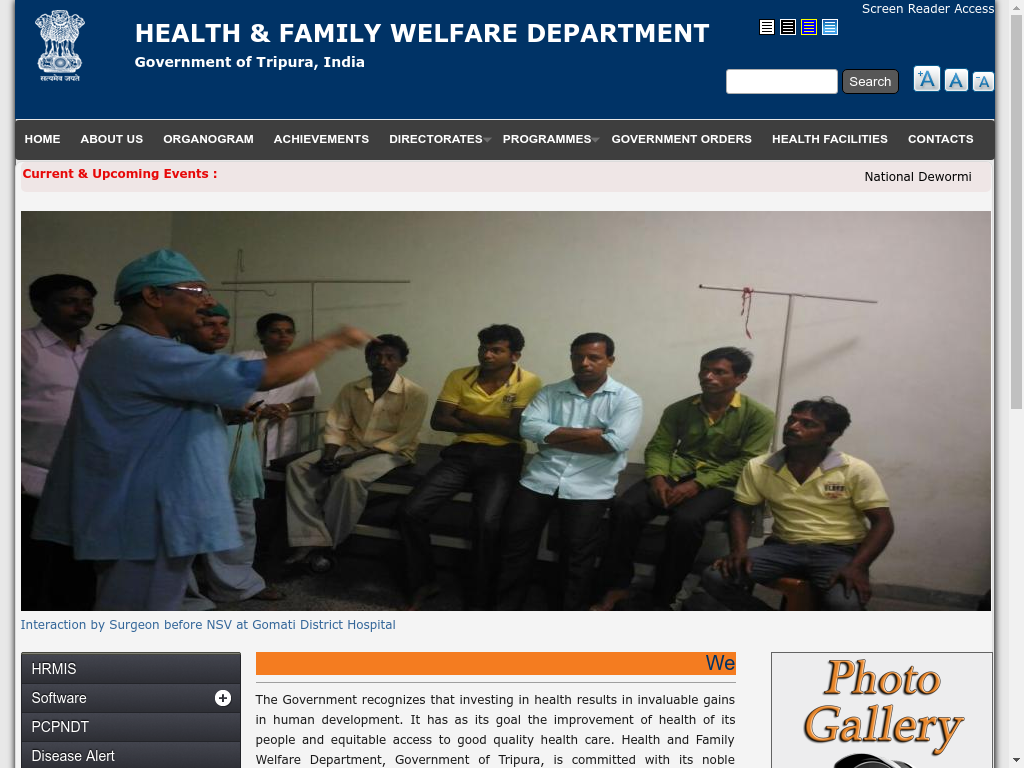 Screen Reader Access
HEALTH & FAMILY WELFARE DEPARTMENT
Government of Tripura, India
सत्यमेव जयते
Search
+A A -A
HOME ABOUT US ORGANOGRAM ACHIEVEMENTS DIRECTORATES PROGRAMMES GOVERNMENT ORDERS HEALTH FACILITIES CONTACTS
Current & Upcoming Events :
National Dewormi
Interaction by Surgeon before NSV at Gomati District Hospital
HRMIS
Software
PCPNDT
Disease Alert
We
The Government recognizes that investing in health results in invaluable gains
in human development. It has as its goal the improvement of health of its
people and equitable access to good quality health care. Health and Family
Welfare Department, Government of Tripura, is committed with its noble
Photo
Gallery